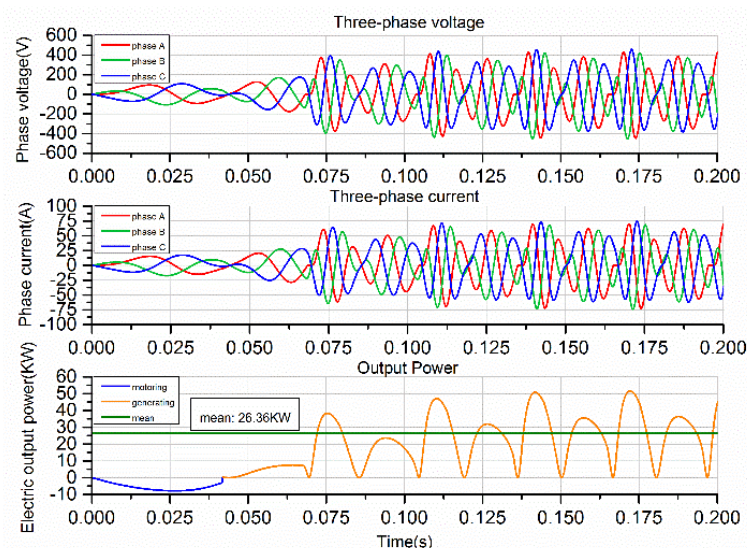 Three-phase voltage
Phase voltage(V)
600
400
200
0
-200
-400
-600
phase A
phase B
phase C
0.000 0.025 0.050 0.075 0.100 0.125 0.150 0.175 0.200
Three-phase current
Phase current(A)
100
75
50
25
0
-25
-50
-75
-100
phase A
phase B
phase C
0.000 0.025 0.050 0.075 0.100 0.125 0.150 0.175 0.200
Output Power
Electric output power(KW)
60
50
40
30
20
10
0
-10
motoring
generating
mean
mean: 26.36KW
0.000 0.025 0.050 0.075 0.100 0.125 0.150 0.175 0.200
Time(s)